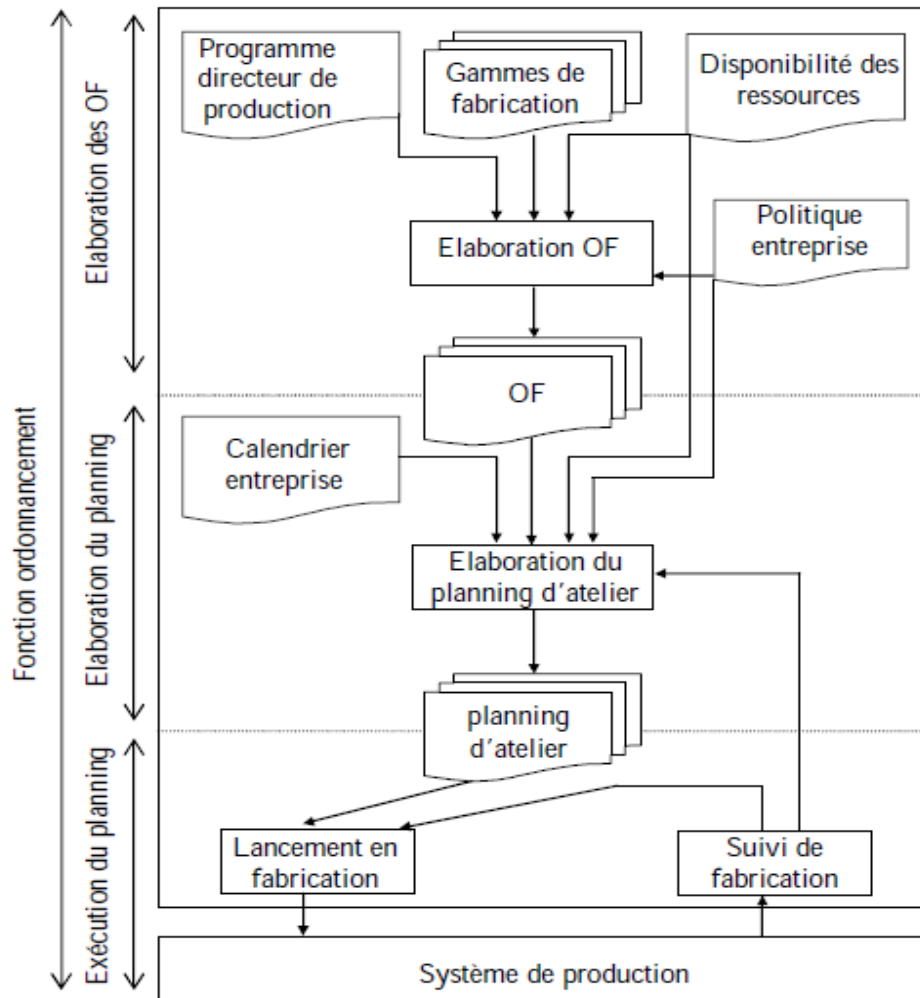 Fonction ordonnancement
Elaboration des OF
Elaboration du planning
Exécution du planning
Programme
directeur de
production
Gammes de
fabrication
Disponibilité des
ressources
Politique
entreprise
Elaboration OF
OF
Calendrier
entreprise
Elaboration du
planning d’atelier
planning
d’atelier
Lancement en
fabrication
Suivi de
fabrication
Système de production